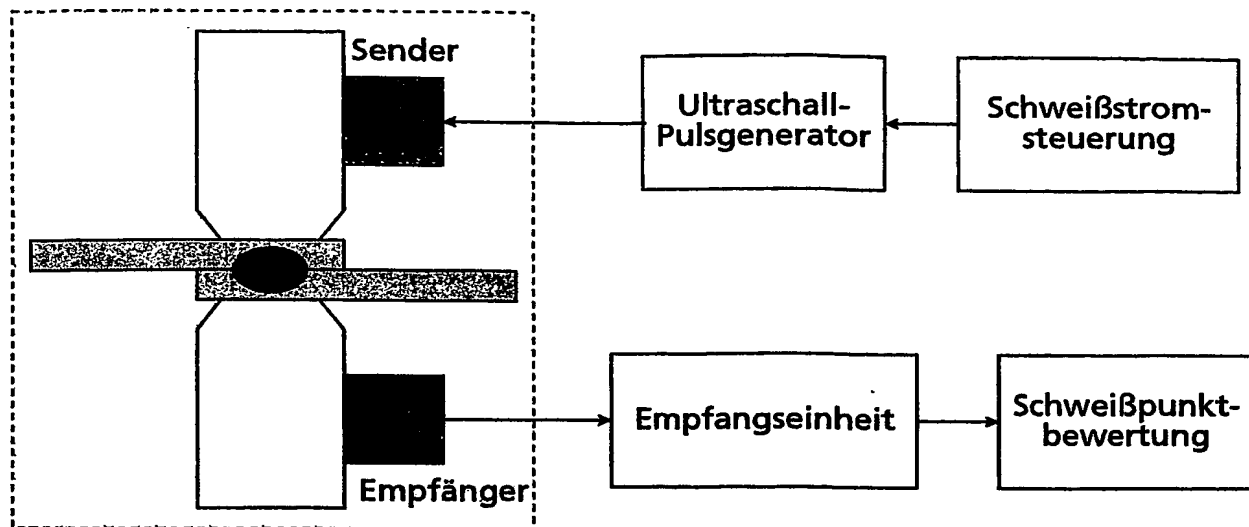 Sender
Ultraschall-
Pulsgenerator
Schweißstrom-
steuerung
Empfangseinheit
Schweißpunkt-
bewertung
Empfänger